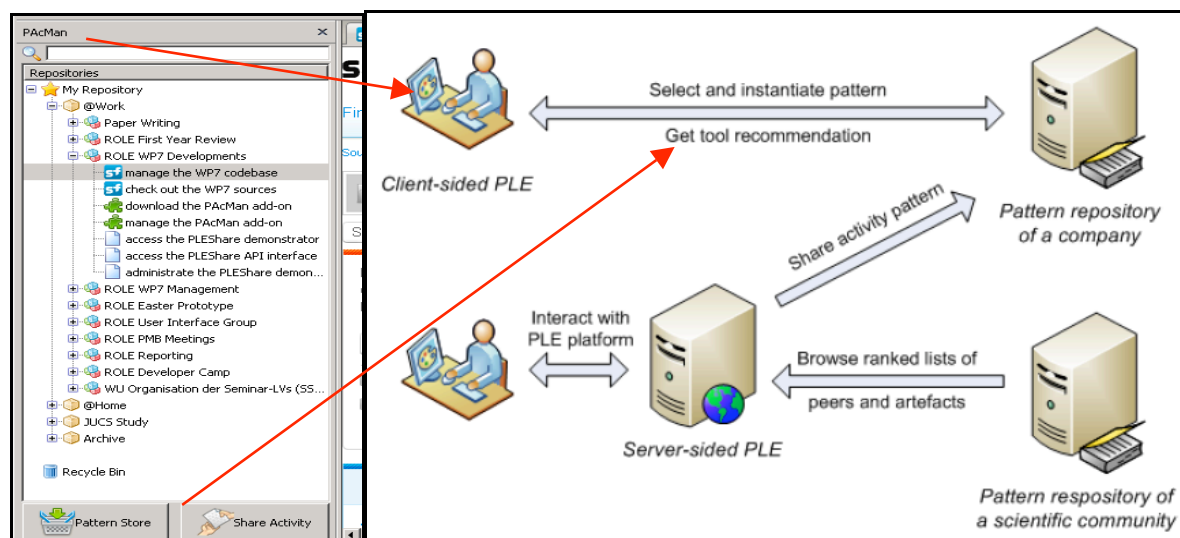 PAcMan
Repositories
My Repository
@Work
Paper Writing
ROLE First Year Review
ROLE WP7 Developments
sf manage the WP7 codebase
sf check out the WP7 sources
download the PAcMan add-on
manage the PAcMan add-on
access the PLEShare demonstrator
access the PLEShare API interface
administrate the PLEShare demon...
ROLE WP7 Management
ROLE Easter Prototype
ROLE User Interface Group
ROLE PMB Meetings
ROLE Reporting
ROLE Developer Camp
WU Organisation der Seminar-LVs (SS...
@Home
JUCS Study
Archive
Recycle Bin
Pattern Store
Share Activity
Select and instantiate pattern
Get tool recommendation
Client-sided PLE
Pattern repository
of a company
Share activity pattern
Interact with
PLE platform
Browse ranked lists of
peers and artefacts
Server-sided PLE
Pattern respository of
a scientific community